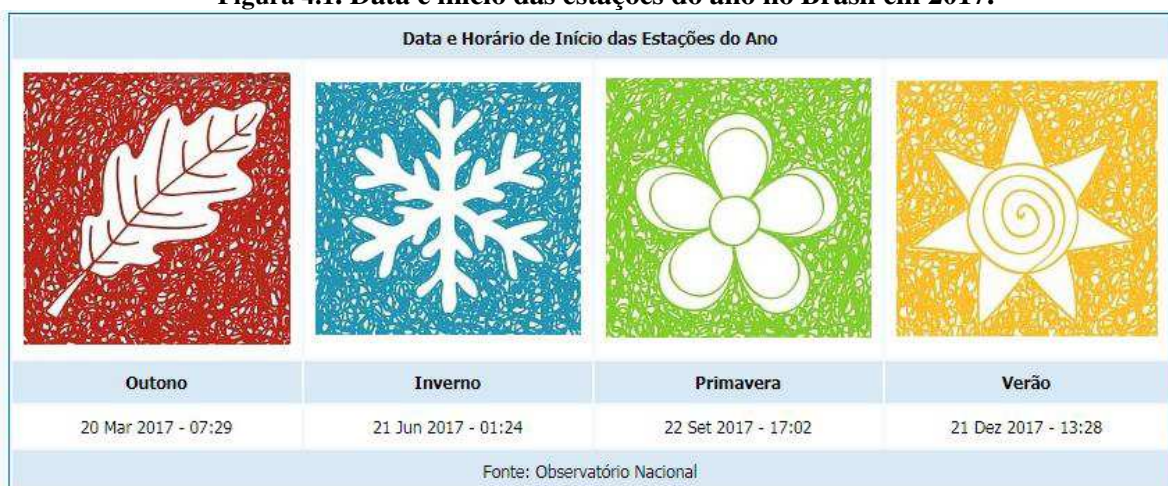 Figura 4.1. Data e início das estações do ano no Brasil em 2017.
Data e Horário de Início das Estações do Ano
Outono Inverno Primavera Verão
20 Mar 2017 - 07:29 21 Jun 2017 - 01:24 22 Set 2017 - 17:02 21 Dez 2017 - 13:28
Fonte: Observatório Nacional